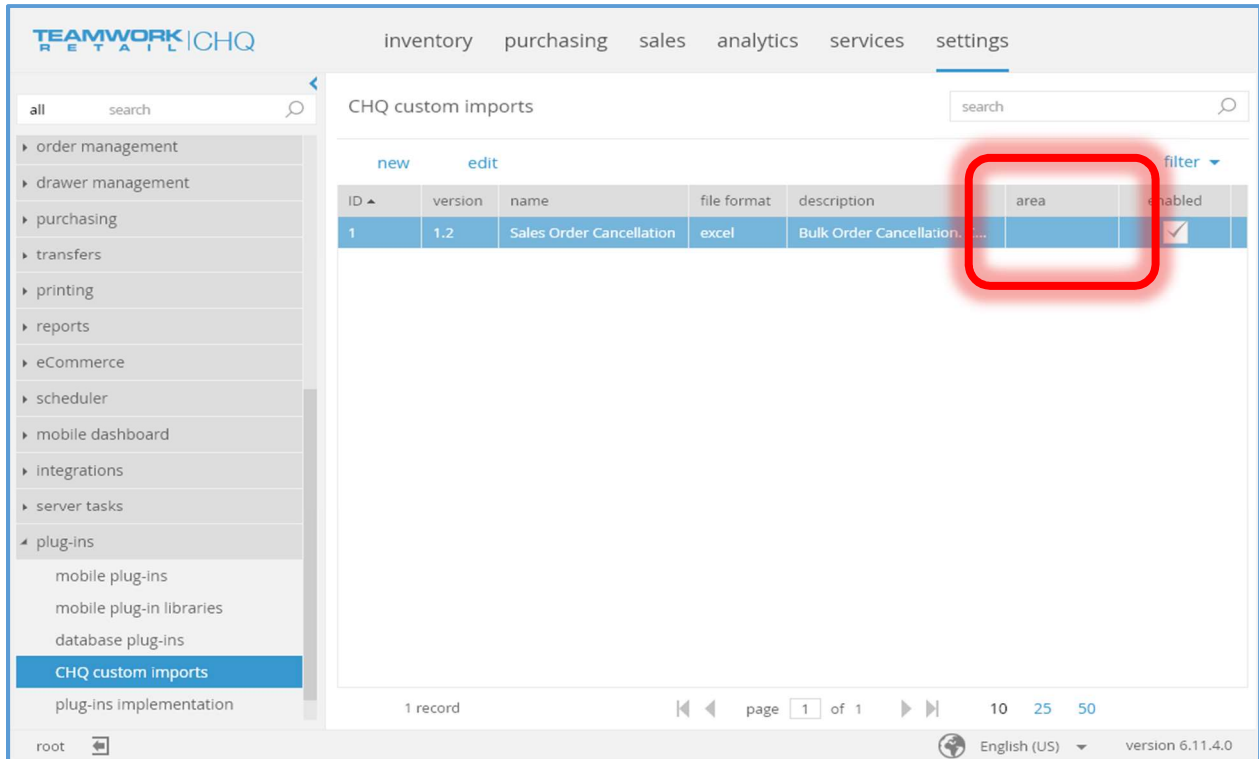 TEAMWORK RETAIL | CHQ
inventory purchasing sales analytics services settings
all search
CHQ custom imports
search
order management
drawer management
purchasing
transfers
printing
reports
eCommerce
scheduler
mobile dashboard
integrations
server tasks
plug-ins
mobile plug-ins
mobile plug-in libraries
database plug-ins
CHQ custom imports
plug-ins implementation
new edit filter
ID version name file format description area enabled
1 1.2 Sales Order Cancellation excel Bulk Order Cancellation.
1 record page 1 of 1 10 25 50
root English (US) version 6.11.4.0